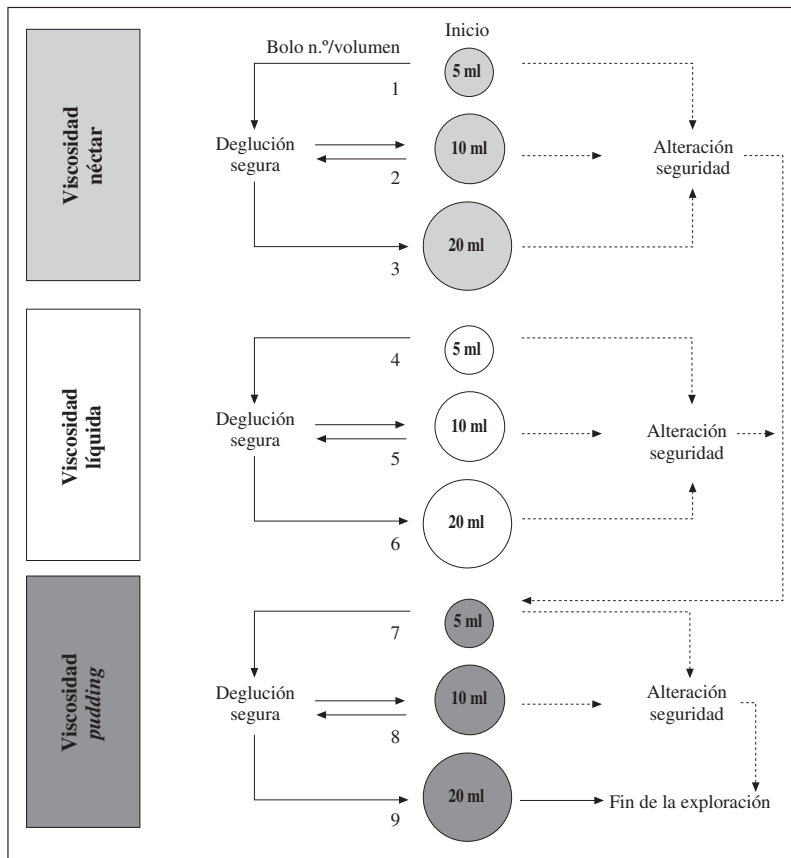 Inicio
Bolo n.º/volumen
5 ml
1
Viscosidad
néctar
Deglución
segura
10 ml
2
Alteración
seguridad
20 ml
3
5 ml
4
Viscosidad
líquida
Deglución
segura
10 ml
5
Alteración
seguridad
20 ml
6
5 ml
7
Viscosidad
pudding
Deglución
segura
10 ml
8
Alteración
seguridad
20 ml
9
Fin de la exploración